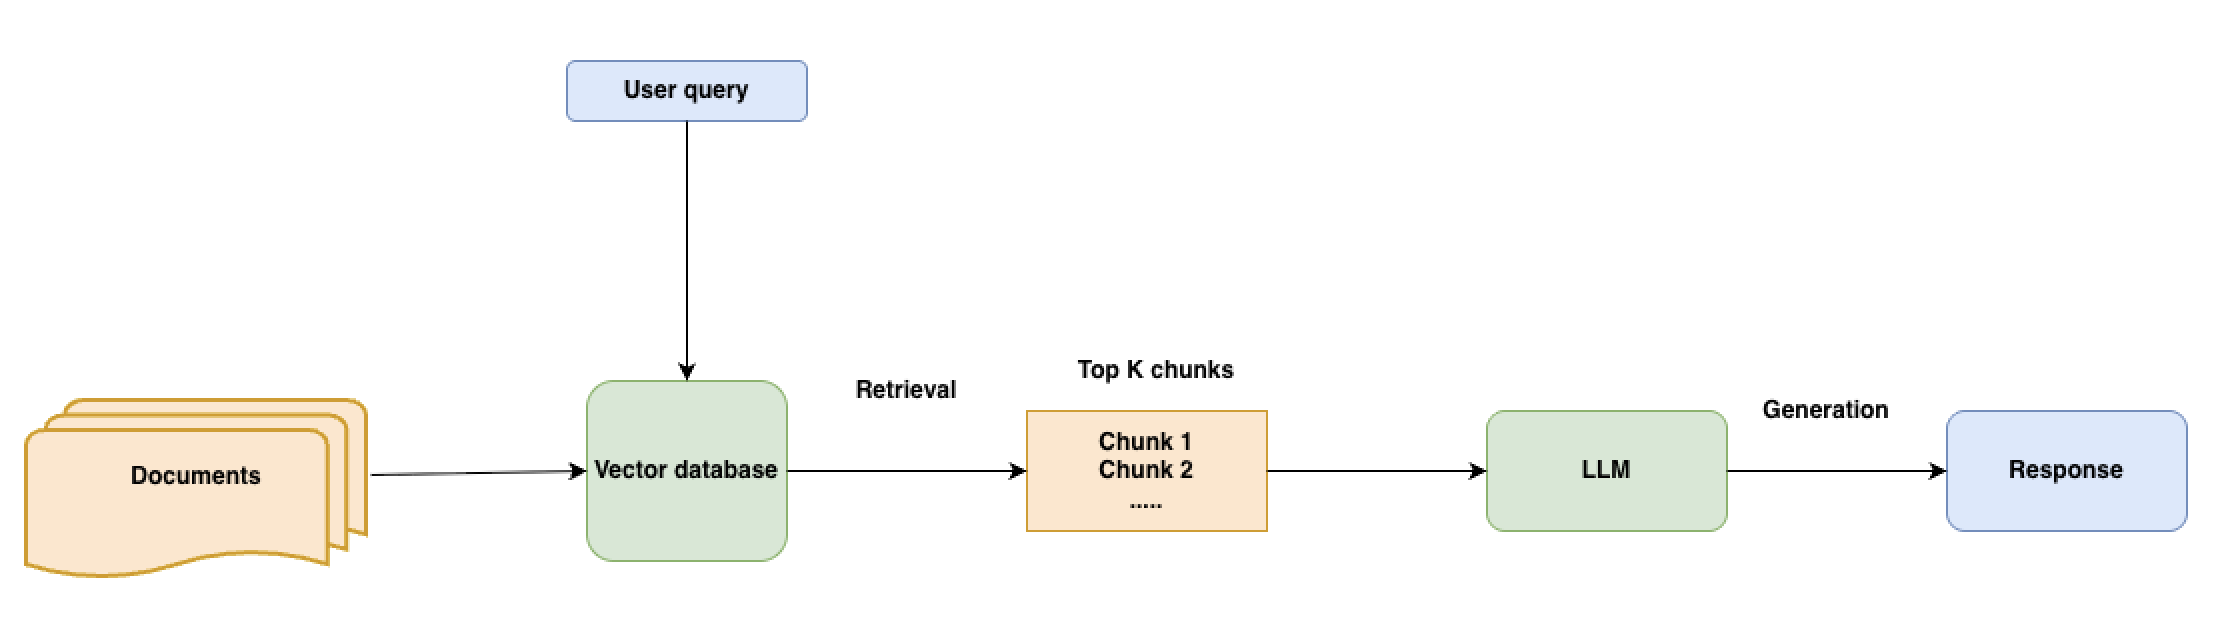 User query
Documents
Vector database
Retrieval
Top K chunks
Chunk 1
Chunk 2
.....
LLM
Generation
Response